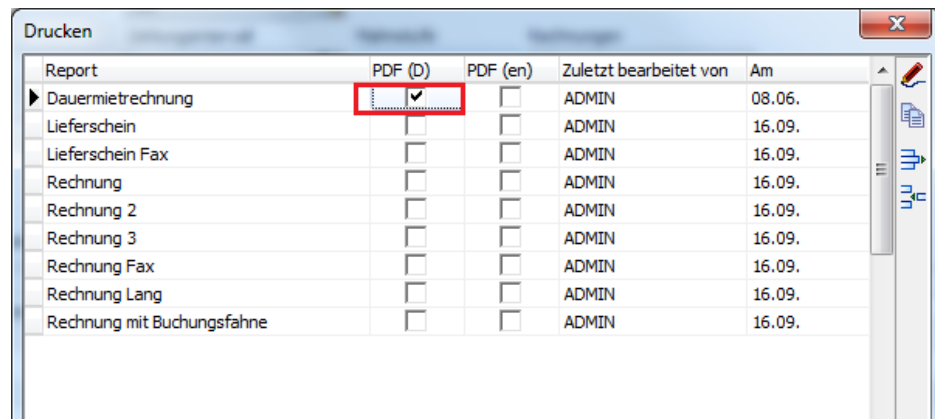 Drucken
Report PDF (D) PDF (en) Zuletzt bearbeitet von Am
Dauermietrechnung ADMIN 08.06.
Lieferschein ADMIN 16.09.
Lieferschein Fax ADMIN 16.09.
Rechnung ADMIN 16.09.
Rechnung 2 ADMIN 16.09.
Rechnung 3 ADMIN 16.09.
Rechnung Fax ADMIN 16.09.
Rechnung Lang ADMIN 16.09.
Rechnung mit Buchungsfahne ADMIN 16.09.